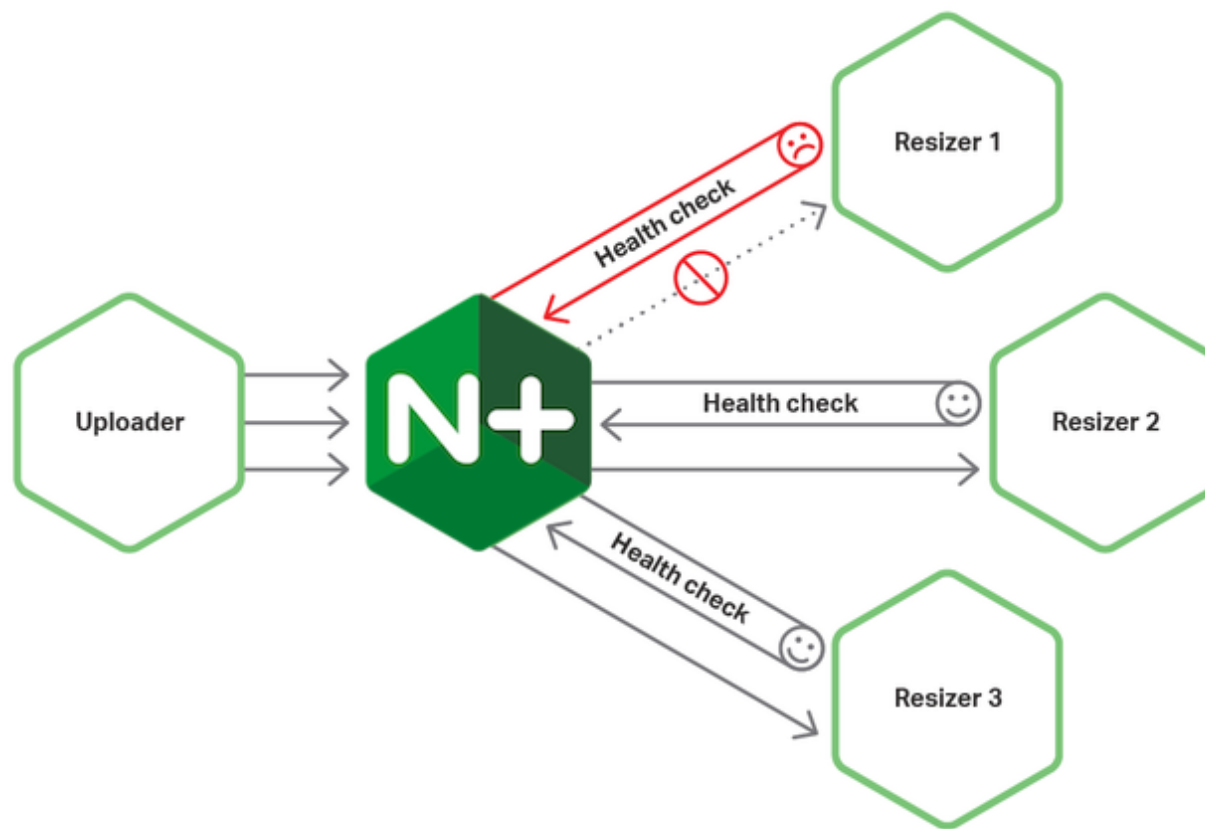 Resizer 1
Health check
Uploader
N+
Health check
Resizer 2
Health check
Resizer 3